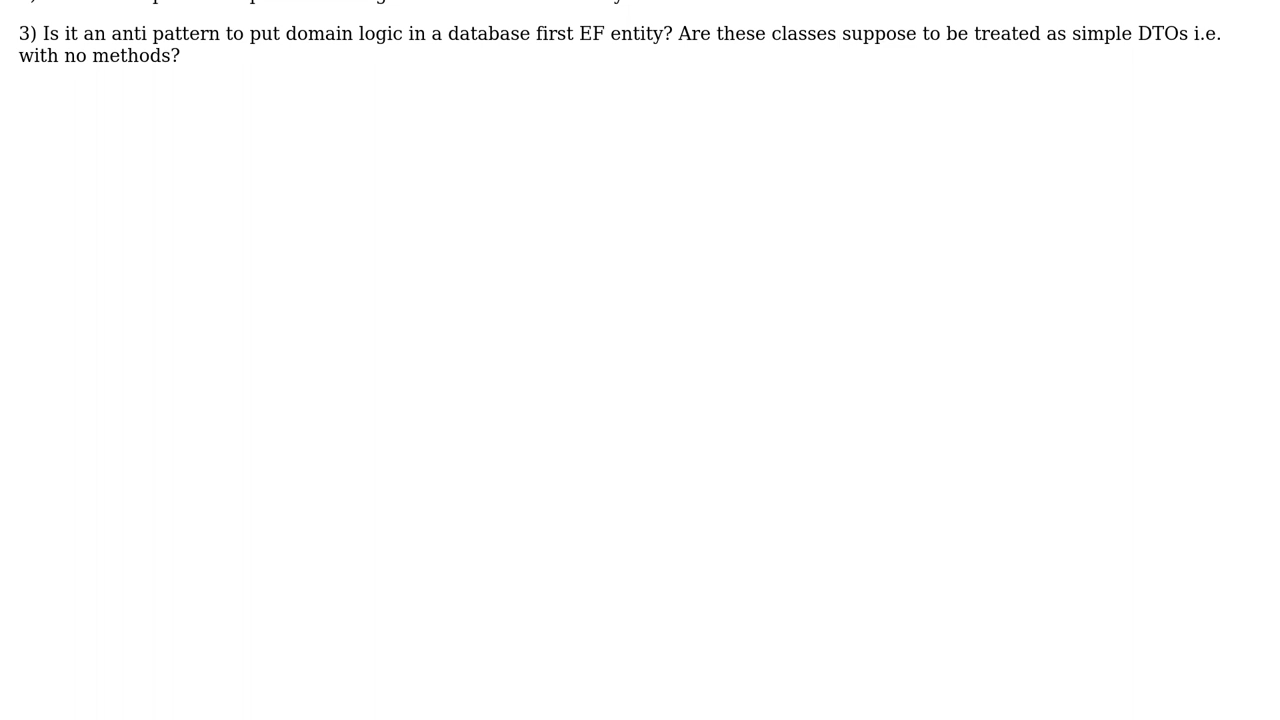 3) Is it an anti pattern to put domain logic in a database first EF entity? Are these classes suppose to be treated as simple DTOs i.e.
with no methods?